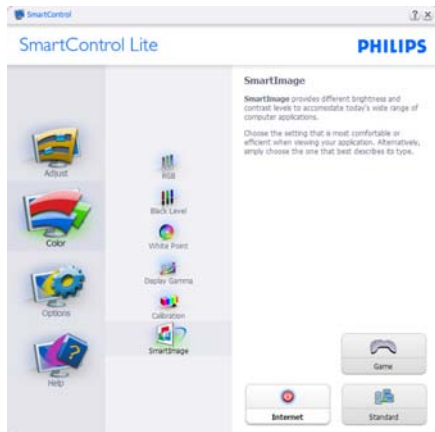 SmartControl
SmartControl Lite
PHILIPS
Adjust
Color
Options
Help
RGB
Black Level
White Point
Display Gamma
Calibration
SmartImage
SmartImage
SmartImage provides different brightness and
contrast levels to accomodate today's wide range of
computer applications.
Choose the setting that is most comfortable or
efficient when viewing your application. Alternatively,
simply choose the one that best describes its type.
Game
Internet
Standard